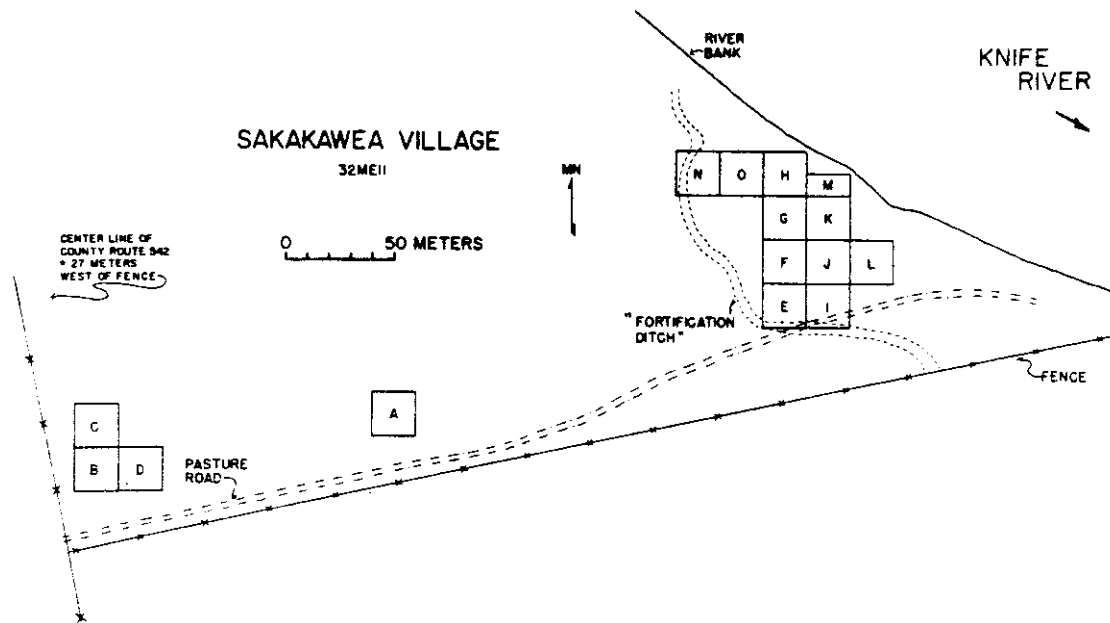 RIVER
BANK
KNIFE
RIVER
SAKAKAWEA VILLAGE
32ME11
MN
N O H
M
G K
CENTER LINE OF
COUNTY ROUTE 542
± 27 METERS
WEST OF FENCE
0 50 METERS
F J L
E I
"FORTIFICATION
DITCH"
FENCE
A
C
B D
PASTURE
ROAD